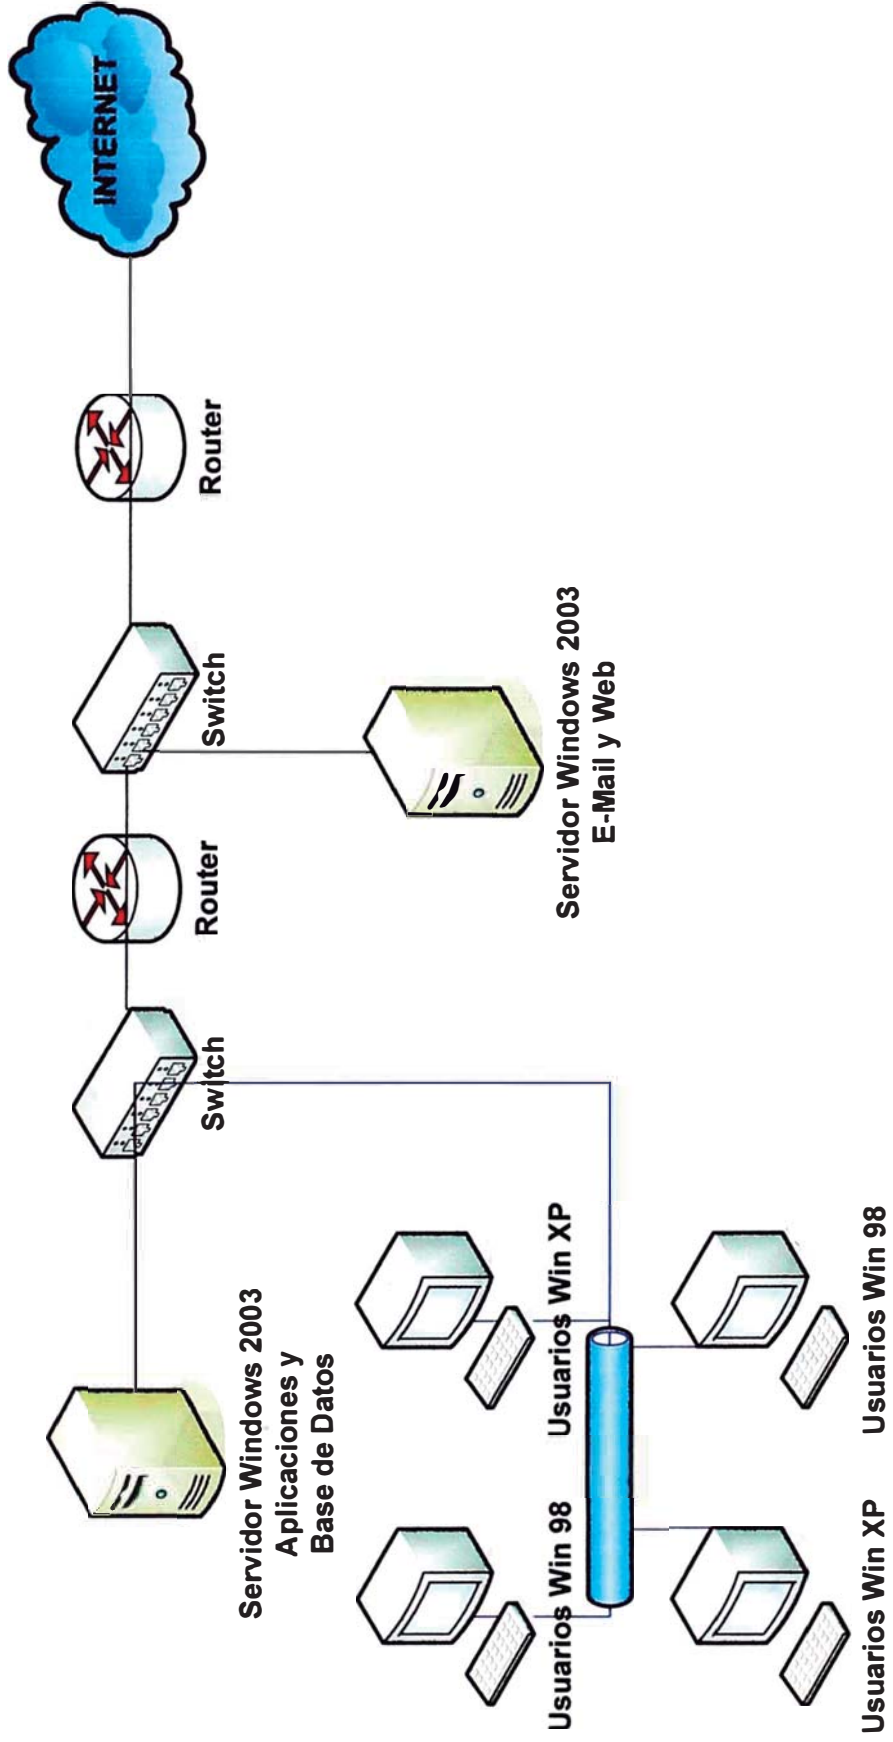 INTERNET
Router
Switch
Router
Switch
Servidor Windows 2003
E-Mail y Web
Servidor Windows 2003
Aplicaciones y
Base de Datos
Usuarios Win 98
Usuarios Win XP
Usuarios Win XP
Usuarios Win 98